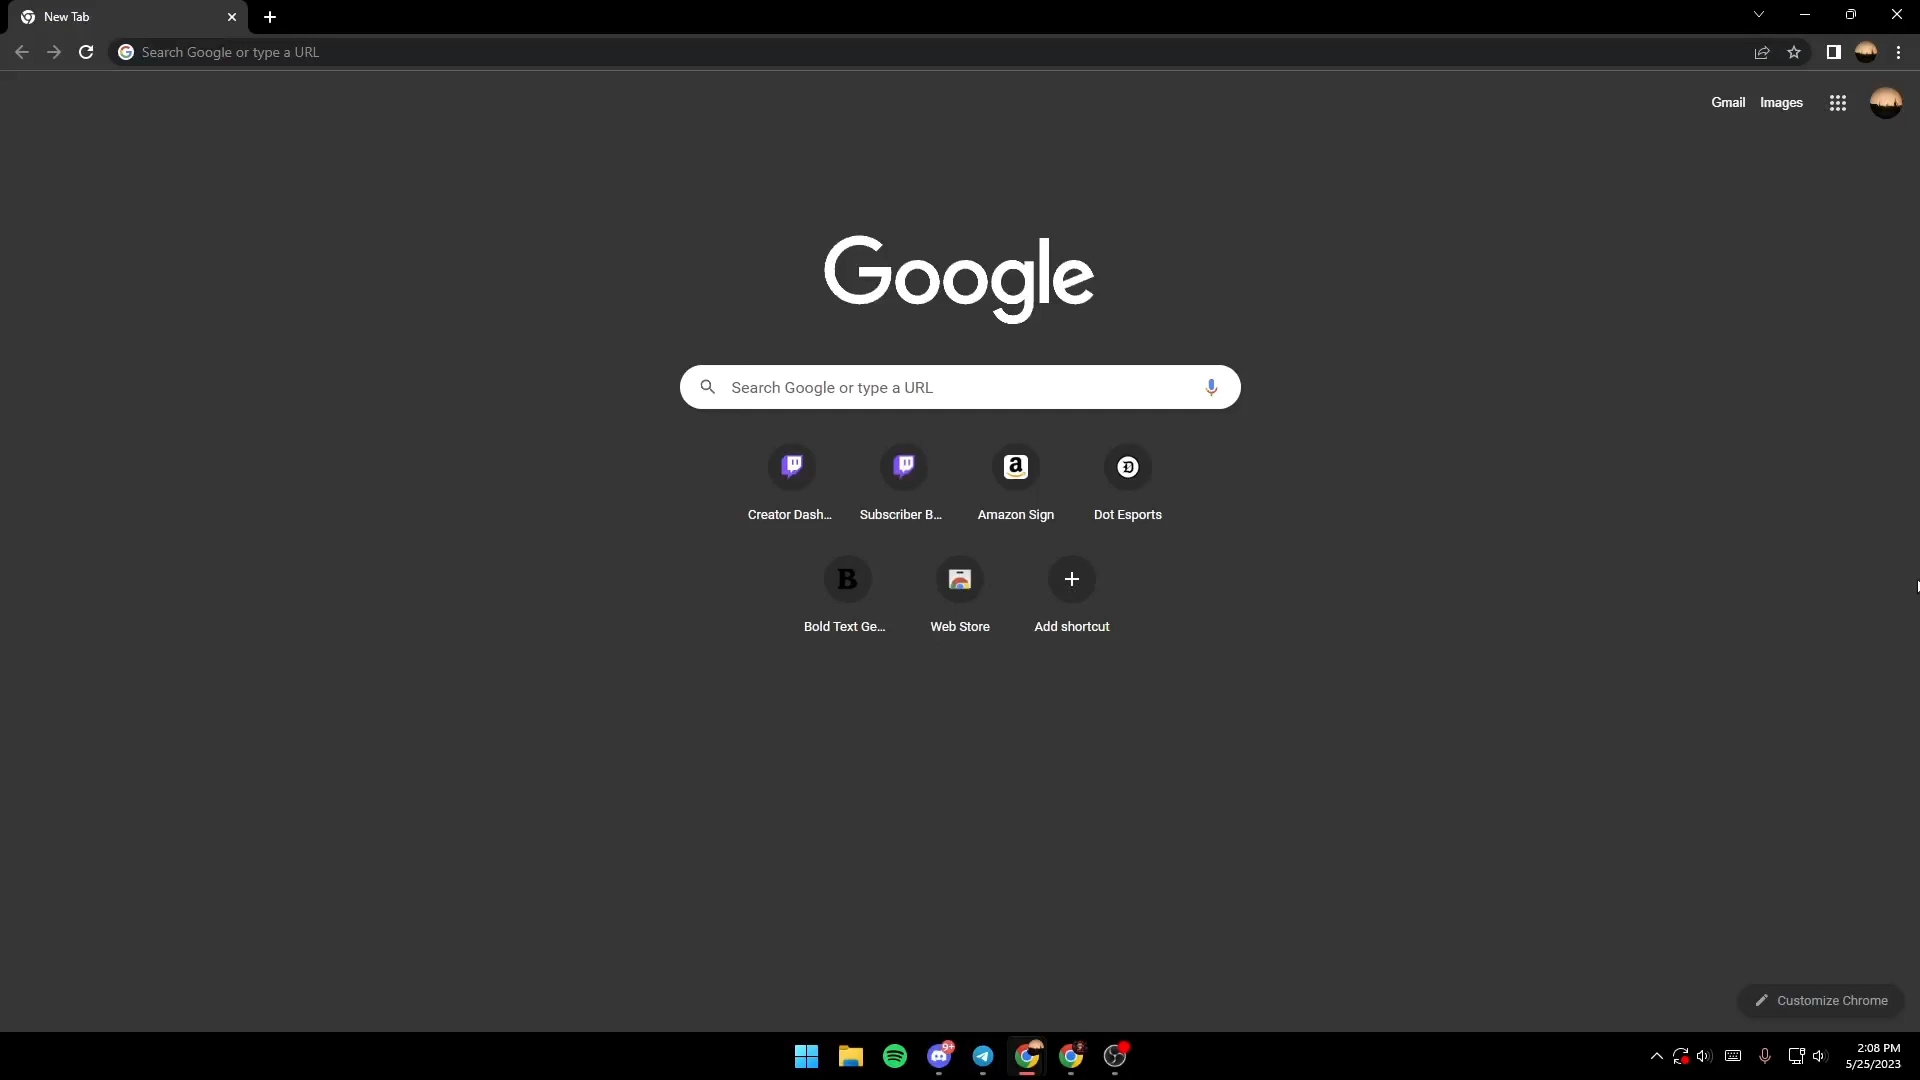 New Tab
Search Google or type a URL
Gmail Images
Google
Search Google or type a URL
Creator Dash... Subscriber B... Amazon Sign Dot Esports
Bold Text Ge... Web Store Add shortcut
Customize Chrome
9+
2:08 PM
5/25/2023